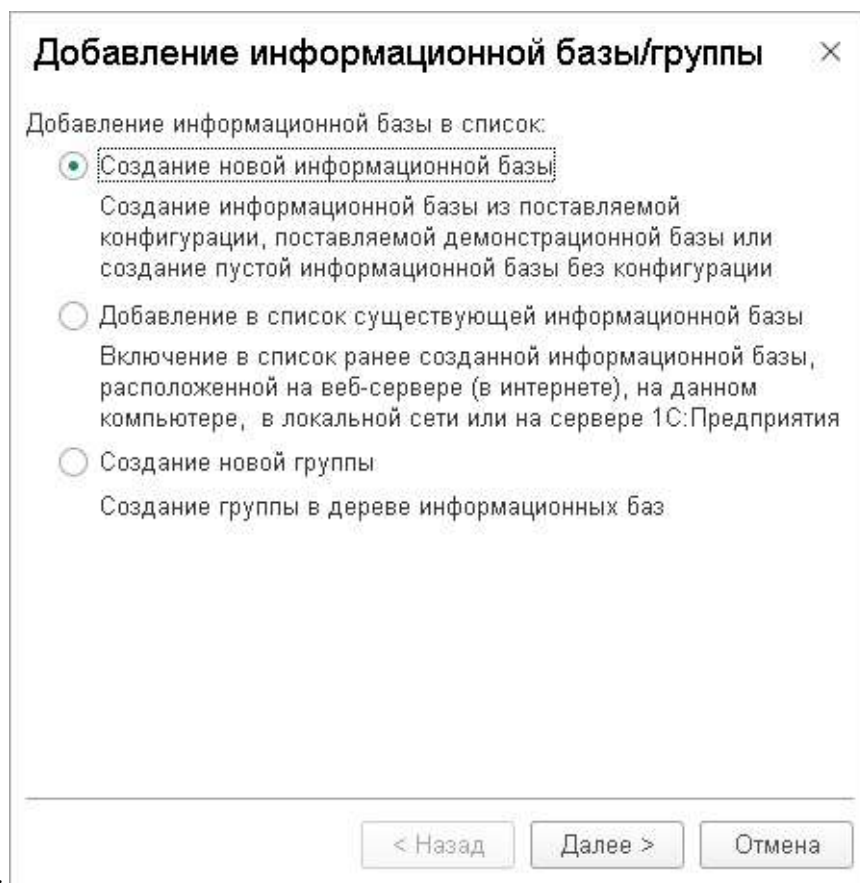 Добавление информационной базы/группы
Добавление информационной базы в список:
Создание новой информационной базы
Создание информационной базы из поставляемой
конфигурации, поставляемой демонстрационной базы или
создание пустой информационной базы без конфигурации
Добавление в список существующей информационной базы
Включение в список ранее созданной информационной базы,
расположенной на веб-сервере (в интернете), на данном
компьютере, в локальной сети или на сервере 1С:Предприятия
Создание новой группы
Создание группы в дереве информационных баз
< Назад Далее > Отмена